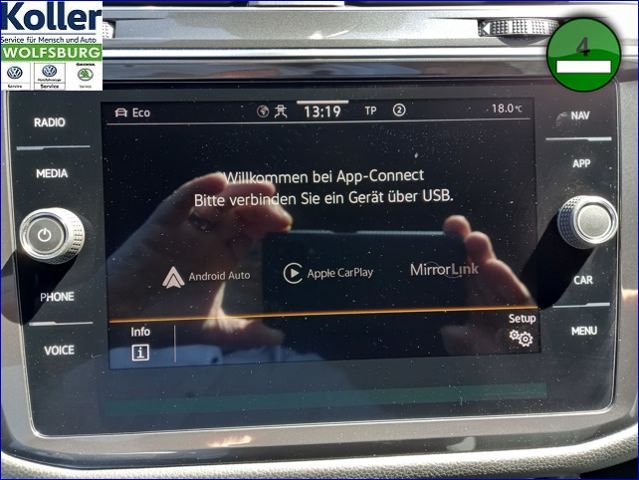 Koller
Service für Mensch und Auto
WOLFSBURG
Service
Service
4
RADIO
MEDIA
PHONE
VOICE
Eco
13:19
TP
2
18.0°C
Willkommen bei App-Connect
Bitte verbinden Sie ein Gerät über USB.
Android Auto
Apple CarPlay
MirrorLink
Info
i
Setup
NAV
APP
CAR
MENU